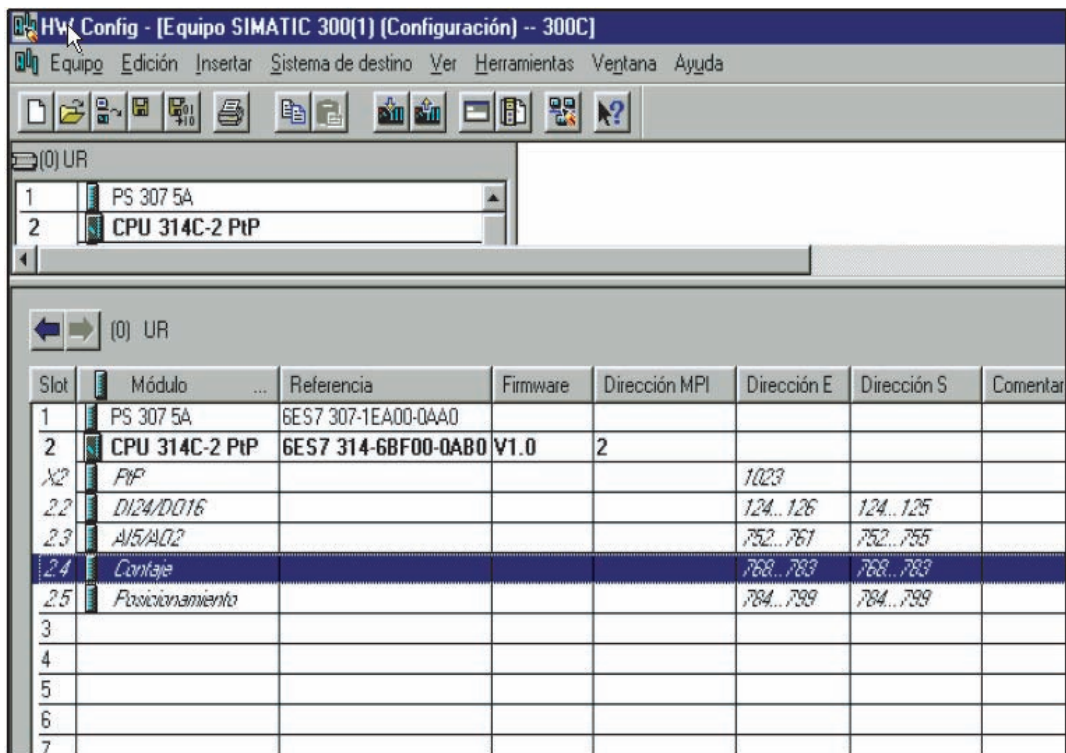 HW Config - [Equipo SIMATIC 300(1) (Configuración) -- 300C]
Equipo Edición Insertar Sistema de destino Ver Herramientas Ventana Ayuda
(0) UR
1 PS 307 5A
2 CPU 314C-2 PtP
(0) UR
Slot Módulo ... Referencia Firmware Dirección MPI Dirección E Dirección S Comentar
1 PS 307 5A 6ES7 307-1EA00-0AA0
2 CPU 314C-2 PtP 6ES7 314-6BF00-0AB0 V1.0 2
X2 PtP 1023
2.2 DI24/DO16 124...126 124...125
2.3 AI5/AO2 752...761 752...755
2.4 Contaje 768...783 768...783
2.5 Posicionamiento 784...799 784...799
3
4
5
6
7